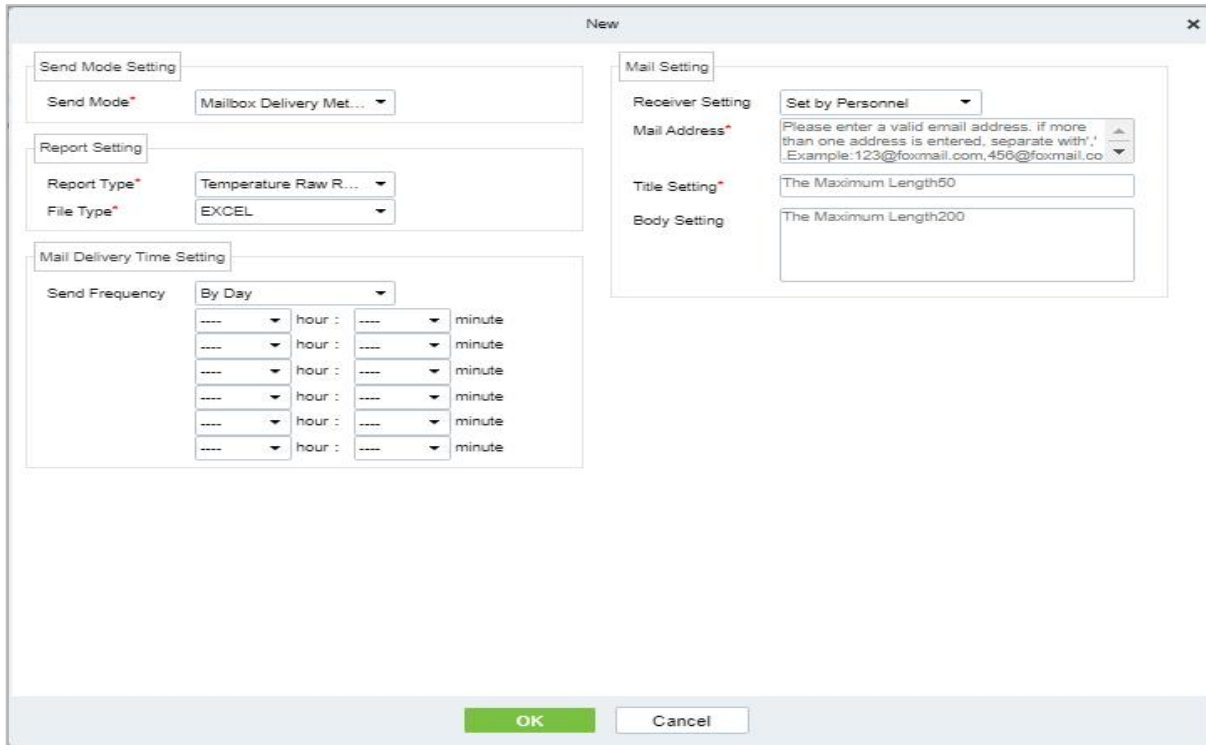 New
×
Send Mode Setting
Send Mode* Mailbox Delivery Met...
Report Setting
Report Type* Temperature Raw R...
File Type* EXCEL
Mail Delivery Time Setting
Send Frequency By Day
---- hour : ---- minute
---- hour : ---- minute
---- hour : ---- minute
---- hour : ---- minute
---- hour : ---- minute
---- hour : ---- minute
Mail Setting
Receiver Setting Set by Personnel
Mail Address* Please enter a valid email address. if more
than one address is entered, separate with','
.Example:123@foxmail.com,456@foxmail.co
Title Setting* The Maximum Length50
Body Setting The Maximum Length200
OK Cancel